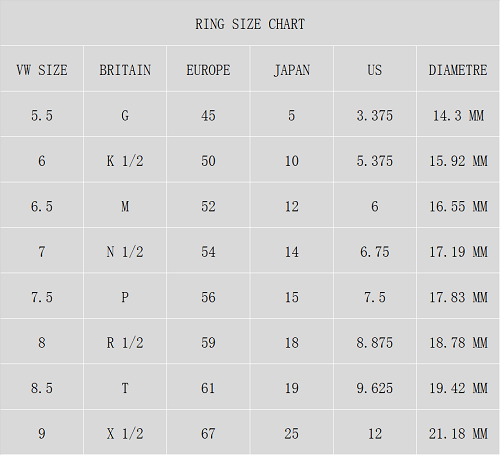 RING SIZE CHART
VW SIZE BRITAIN EUROPE JAPAN US DIAMETRE
5.5 G 45 5 3.375 14.3 MM
6 K 1/2 50 10 5.375 15.92 MM
6.5 M 52 12 6 16.55 MM
7 N 1/2 54 14 6.75 17.19 MM
7.5 P 56 15 7.5 17.83 MM
8 R 1/2 59 18 8.875 18.78 MM
8.5 T 61 19 9.625 19.42 MM
9 X 1/2 67 25 12 21.18 MM